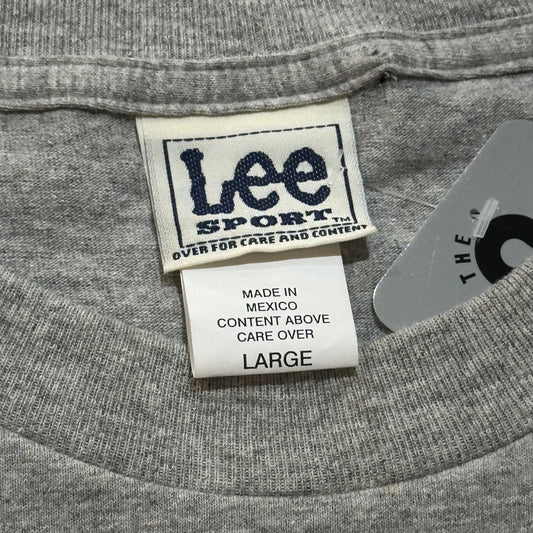 Lee
SPORT™
OVER FOR CARE AND CONTENT
MADE IN
MEXICO
CONTENT ABOVE
CARE OVER
LARGE
THE